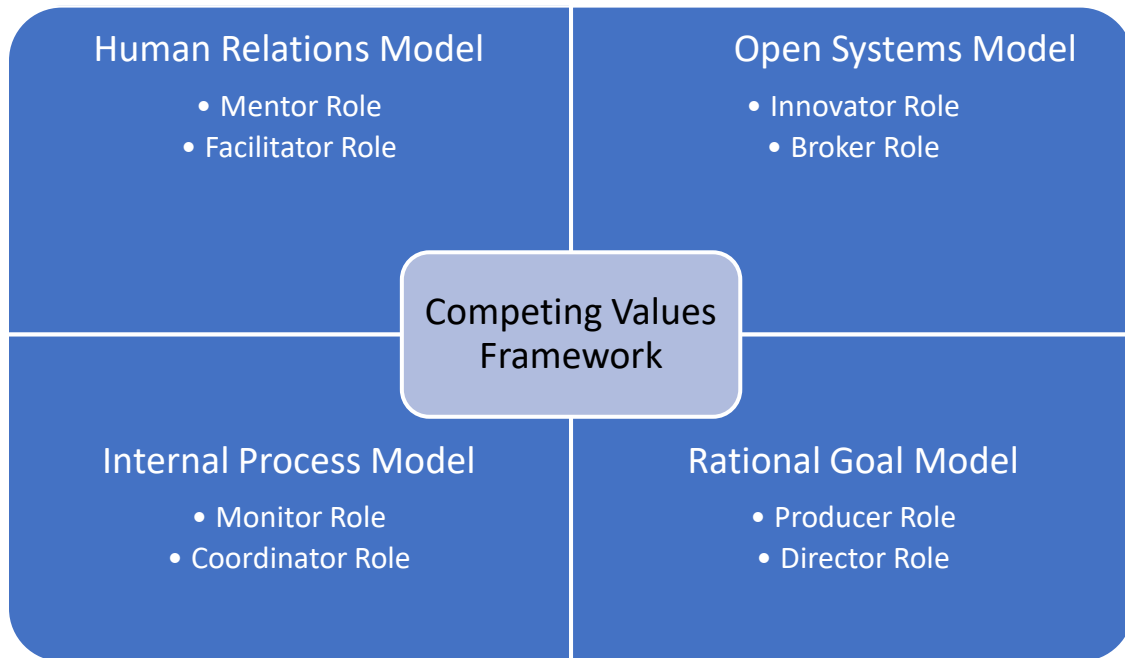 Human Relations Model
• Mentor Role
• Facilitator Role
Open Systems Model
• Innovator Role
• Broker Role
Competing Values
Framework
Internal Process Model
• Monitor Role
• Coordinator Role
Rational Goal Model
• Producer Role
• Director Role